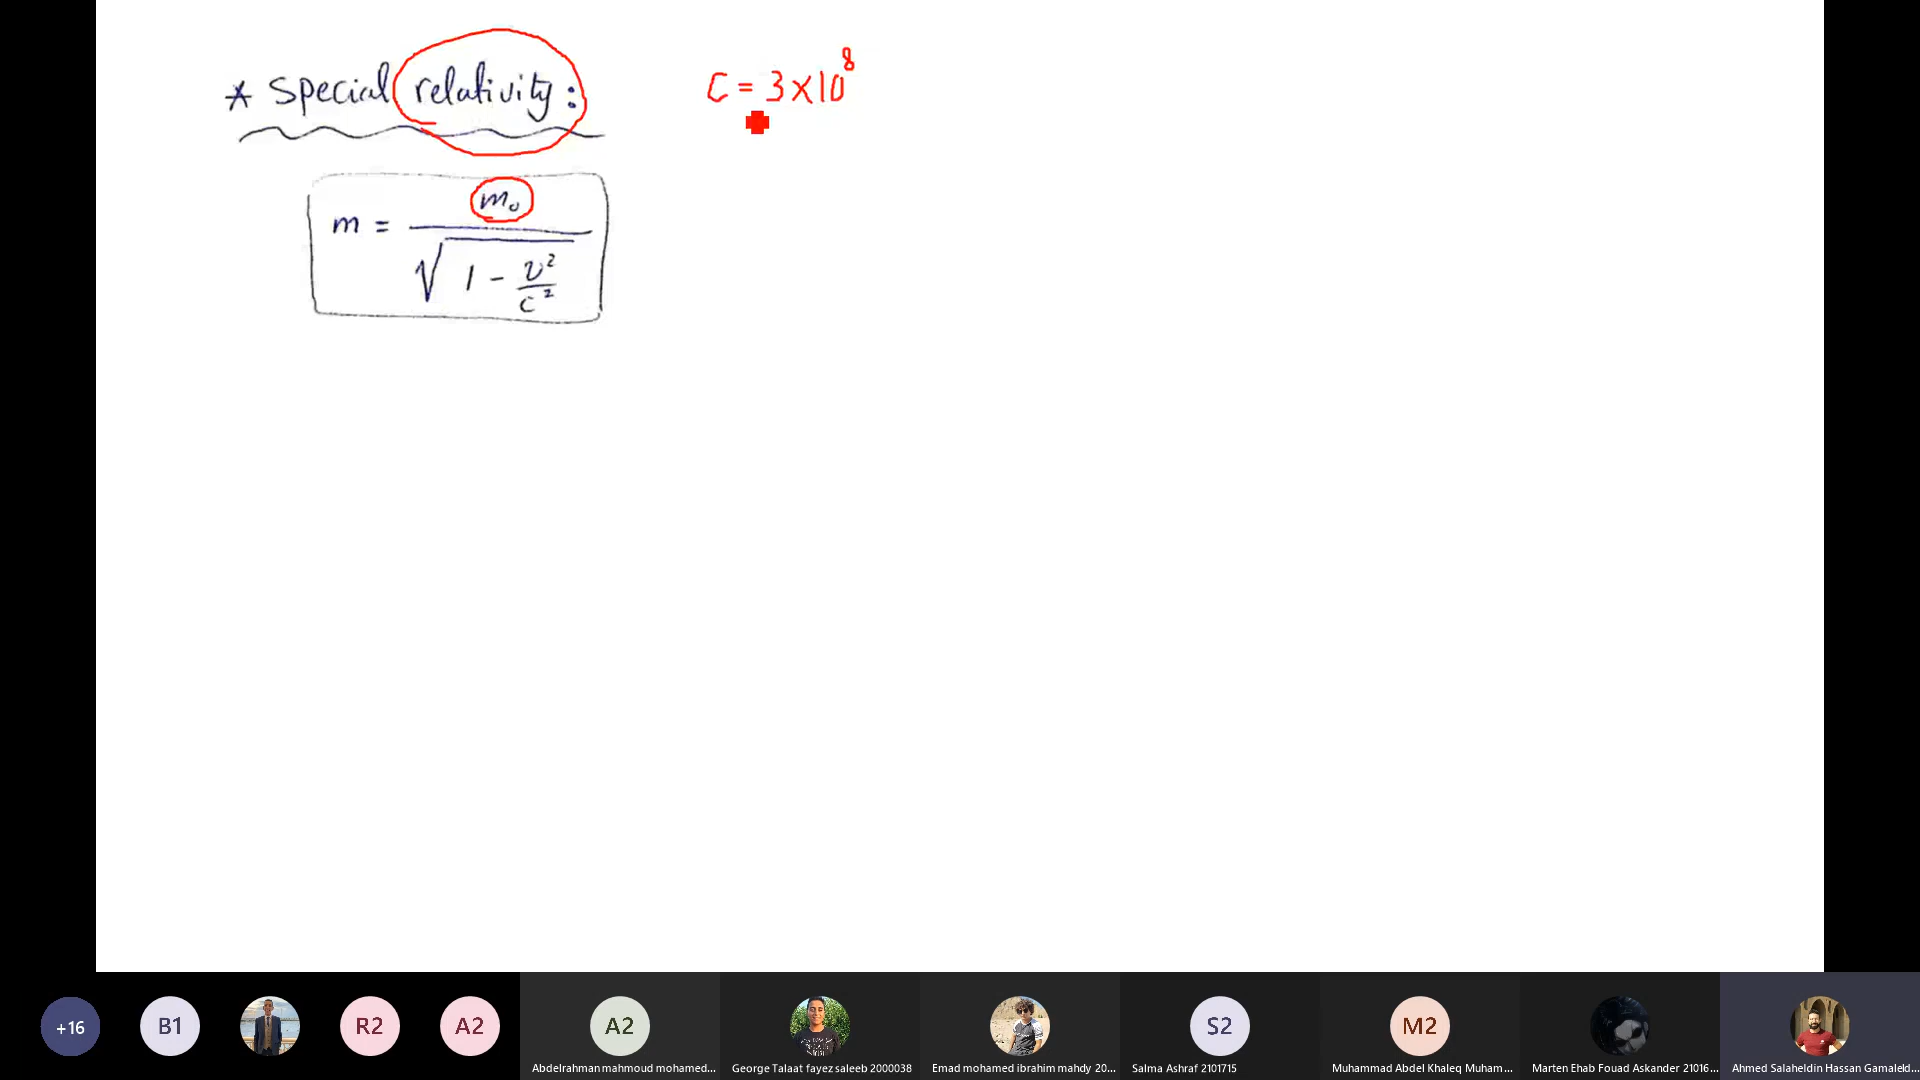 * Special relativity:
C = 3×10⁸
m = m₀ / √(1 - v²/c²)
+16
B1
R2
A2
A2
S2
M2
Abdelrahman mahmoud mohamed...
George Talaat fayez saleeb 2000038
Emad mohamed ibrahim mahdy 20...
Salma Ashraf 2101715
Muhammad Abdel Khaleq Muham...
Marten Ehab Fouad Askander 21016...
Ahmed Salaheldin Hassan Gamaleld...